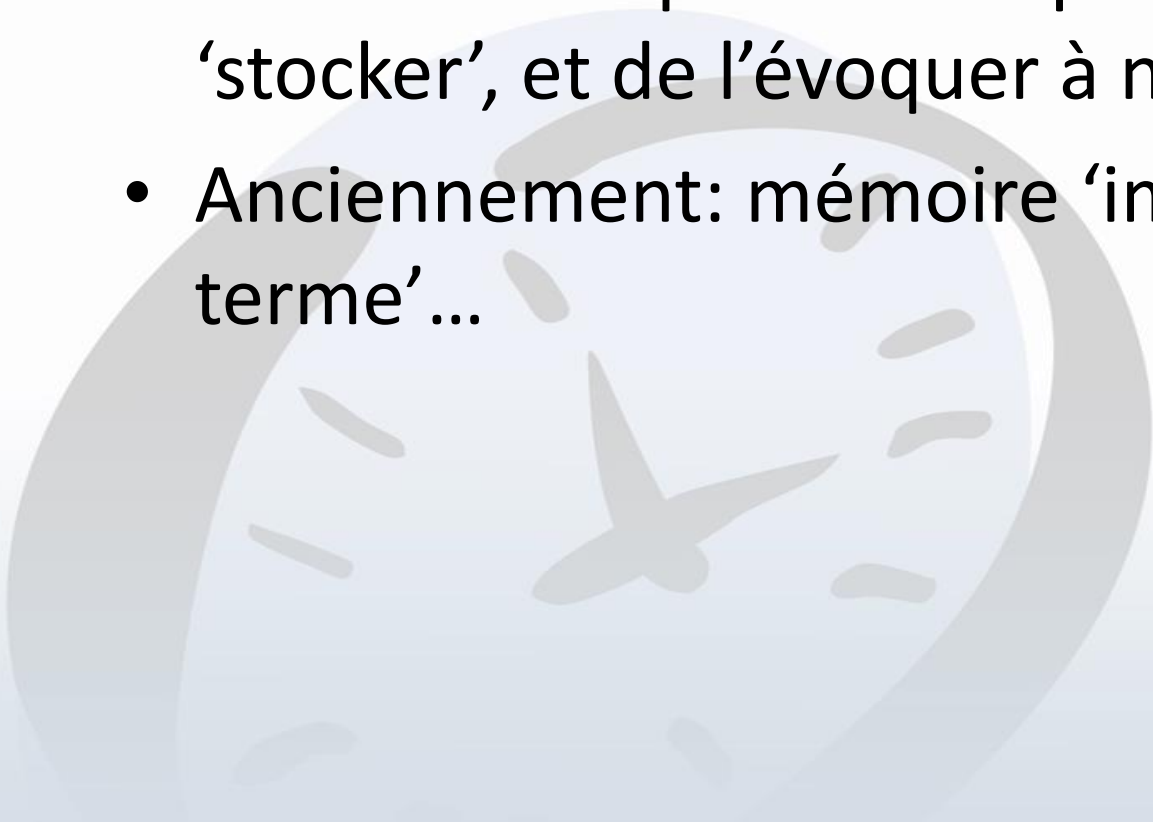 ‘stocker’, et de l’évoquer à
• Anciennement: mémoire
terme’…